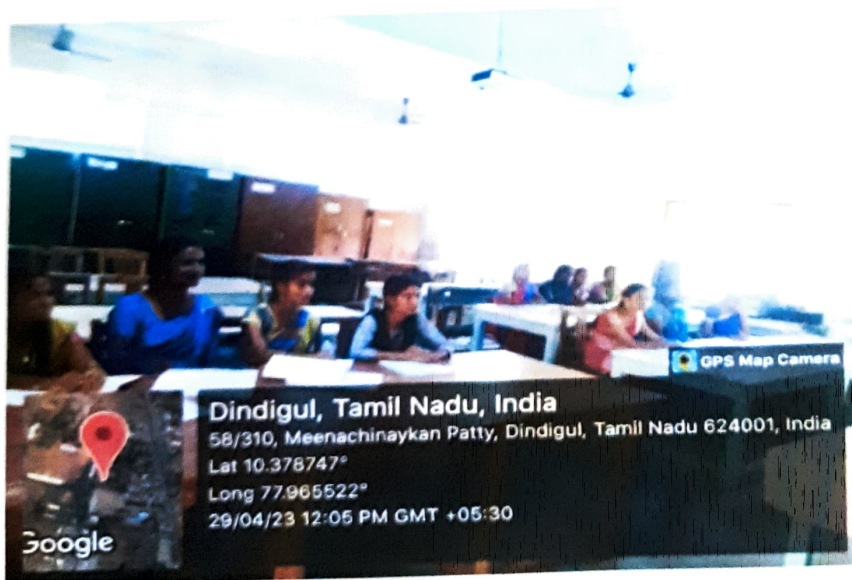 GPS Map Camera
Dindigul, Tamil Nadu, India
58/310, Meenachinaykan Patty, Dindigul, Tamil Nadu 624001, India
Lat 10.378747°
Long 77.965522°
29/04/23 12:05 PM GMT +05:30
Google